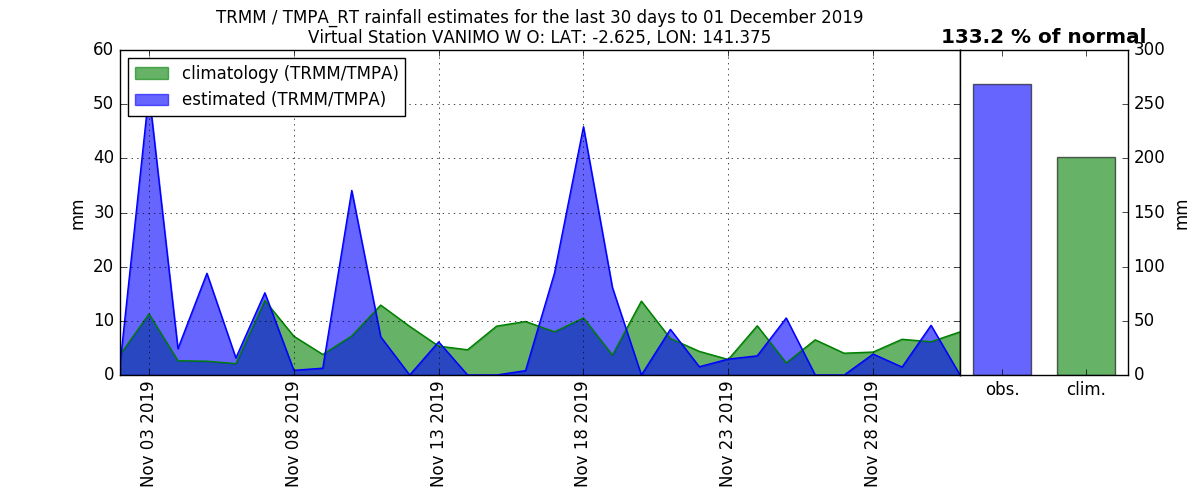 TRMM / TMPA_RT rainfall estimates for the last 30 days to 01 December 2019
Virtual Station VANIMO W O: LAT: -2.625, LON: 141.375
133.2 % of normal
climatology (TRMM/TMPA)
estimated (TRMM/TMPA)
60
50
40
30
20
10
0
mm
Nov 03 2019
Nov 08 2019
Nov 13 2019
Nov 18 2019
Nov 23 2019
Nov 28 2019
300
250
200
150
100
50
0
mm
obs.
clim.